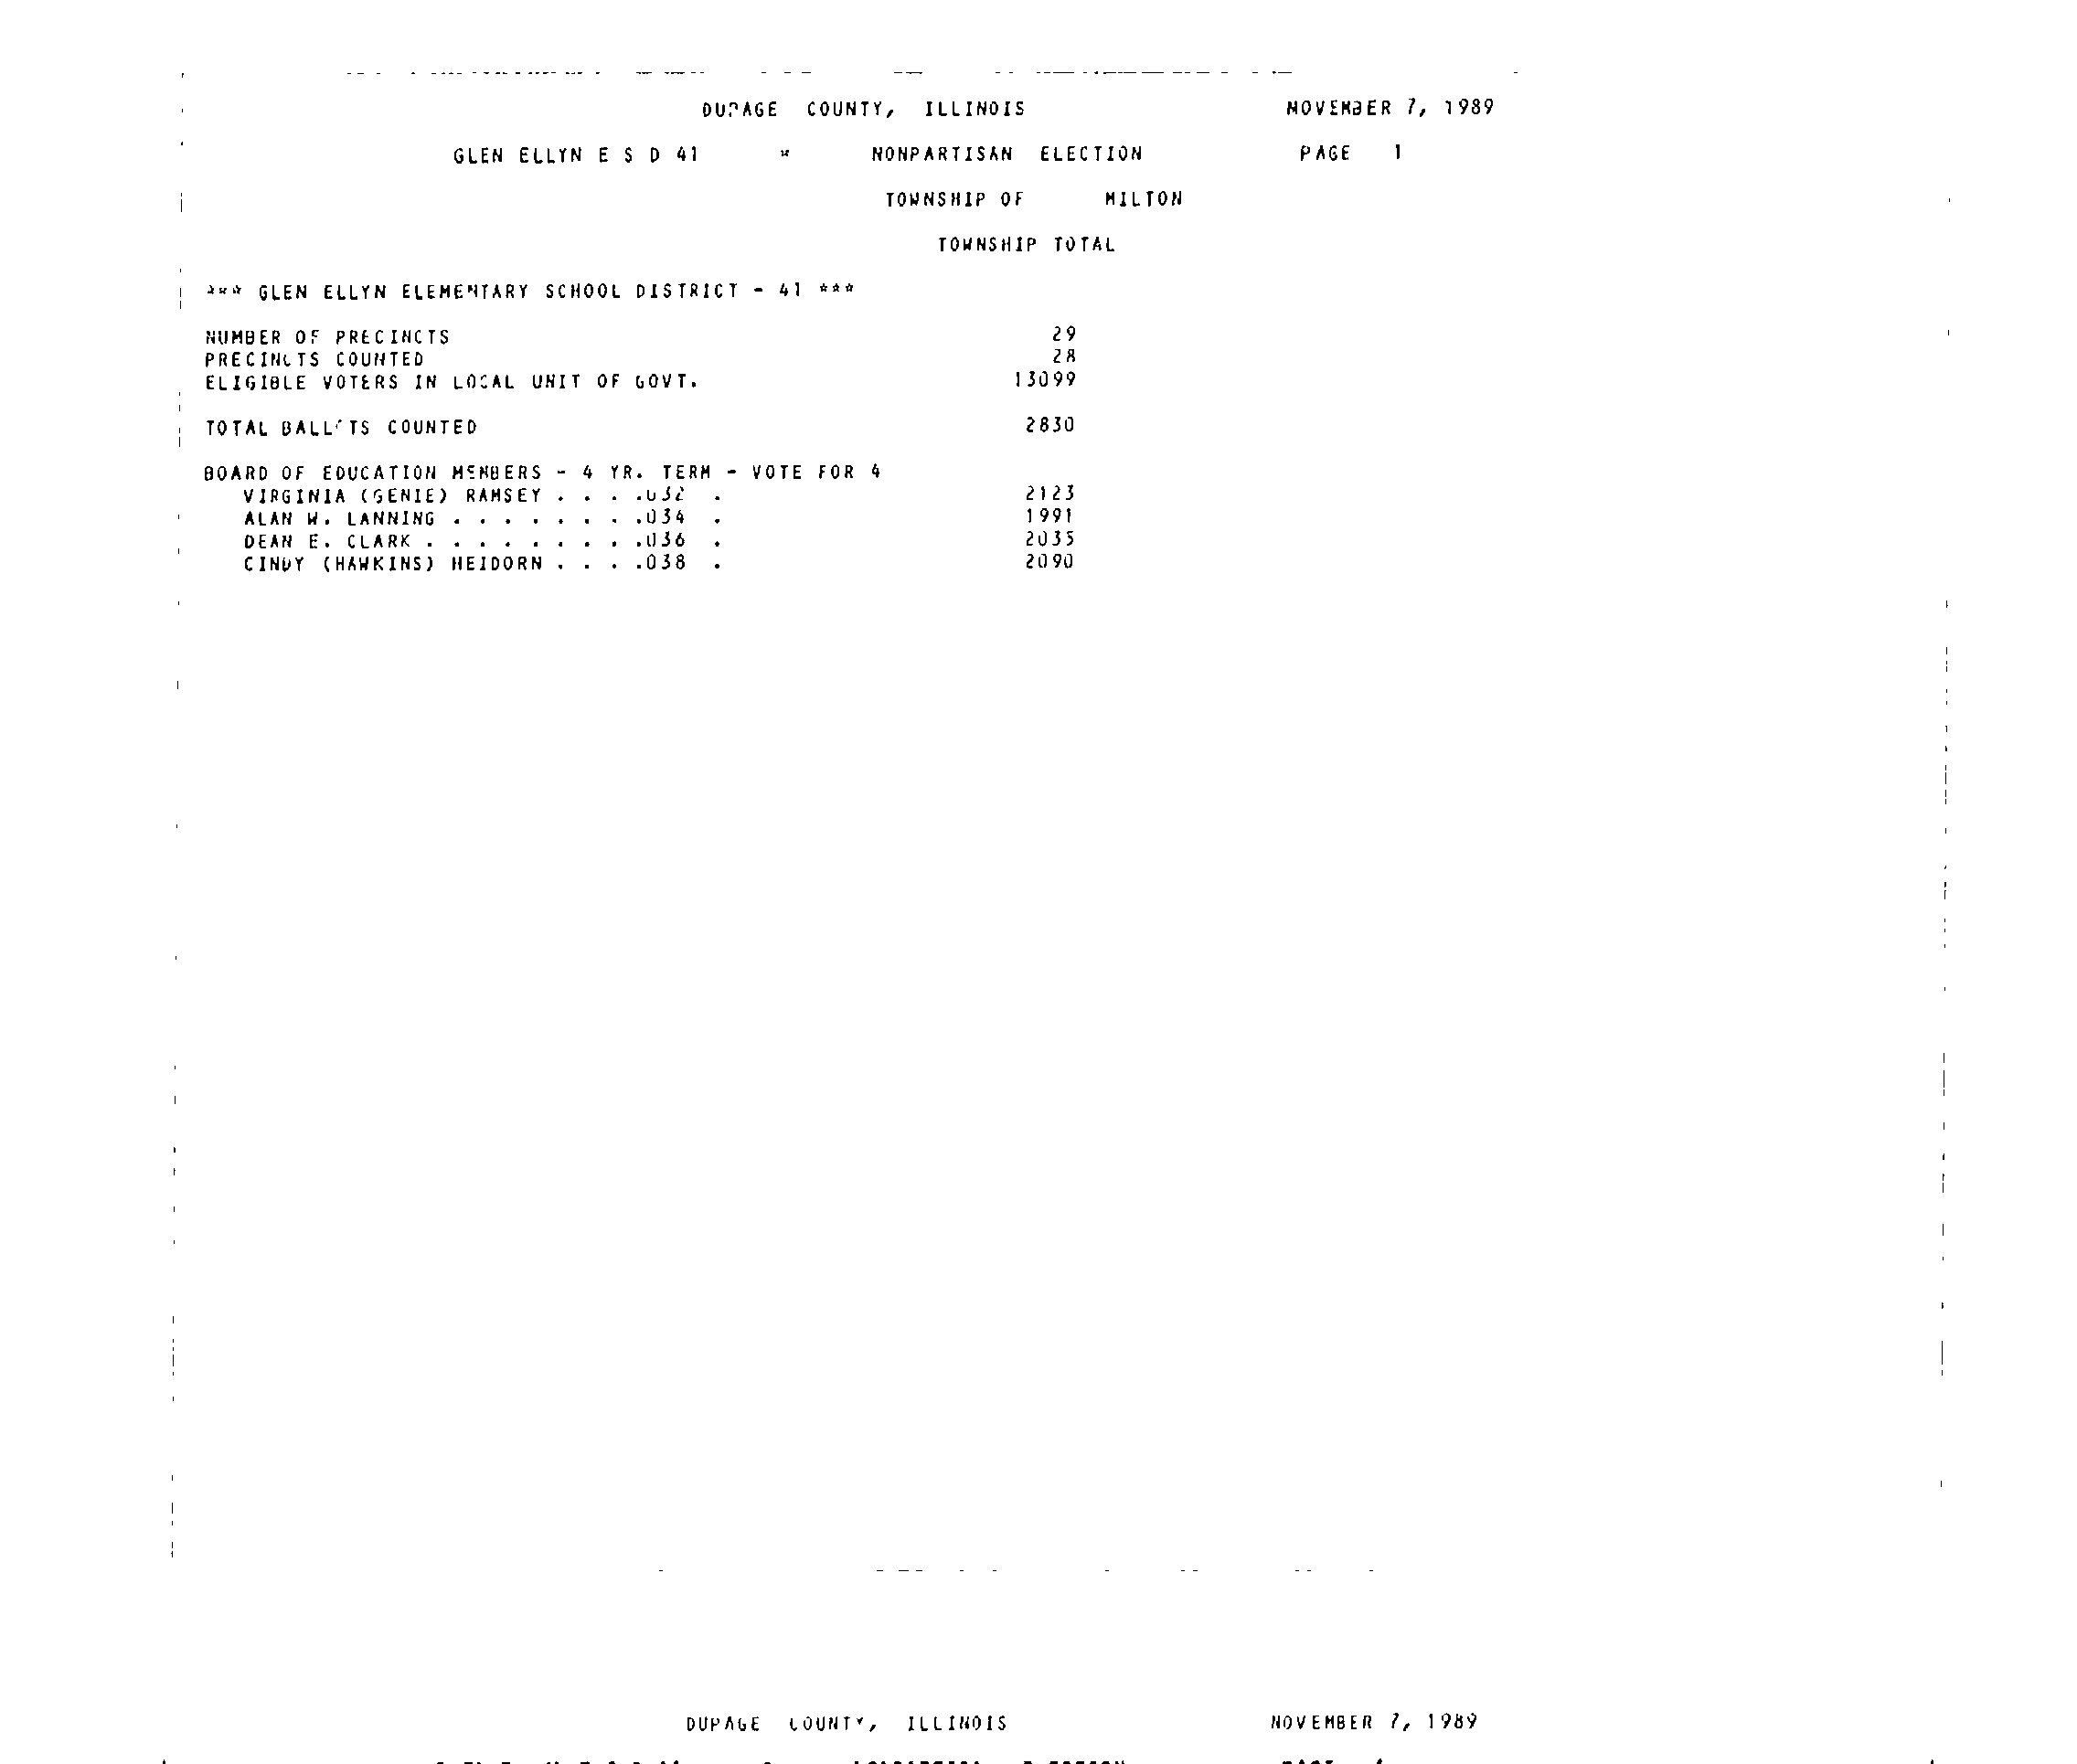 DUPAGE COUNTY, ILLINOIS NOVEMBER 7, 1989
GLEN ELLYN E S D 41 * NONPARTISAN ELECTION PAGE 1
TOWNSHIP OF MILTON
TOWNSHIP TOTAL
*** GLEN ELLYN ELEMENTARY SCHOOL DISTRICT - 41 ***
NUMBER OF PRECINCTS 29
PRECINCTS COUNTED 28
ELIGIBLE VOTERS IN LOCAL UNIT OF GOVT. 13099
TOTAL BALLOTS COUNTED 2830
BOARD OF EDUCATION MEMBERS - 4 YR. TERM - VOTE FOR 4
VIRGINIA (GENIE) RAMSEY . . . .032 . 2123
ALAN W. LANNING . . . . . . . .034 . 1991
DEAN E. CLARK . . . . . . . . .036 . 2035
CINDY (HAWKINS) HEIDORN . . . .038 . 2090
DUPAGE COUNTY, ILLINOIS NOVEMBER 7, 1989